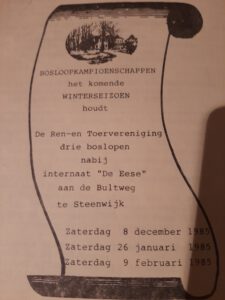 BOSLOOPKAMPIOENSCHAPPEN
het komende
WINTERSEIZOEN
houdt
De Ren-en Toervereniging
drie boslopen
nabij
internaat "De Eese"
aan de Bultweg
te Steenwijk
Zaterdag 8 december 1985
Zaterdag 26 januari 1985
Zaterdag 9 februari 1985